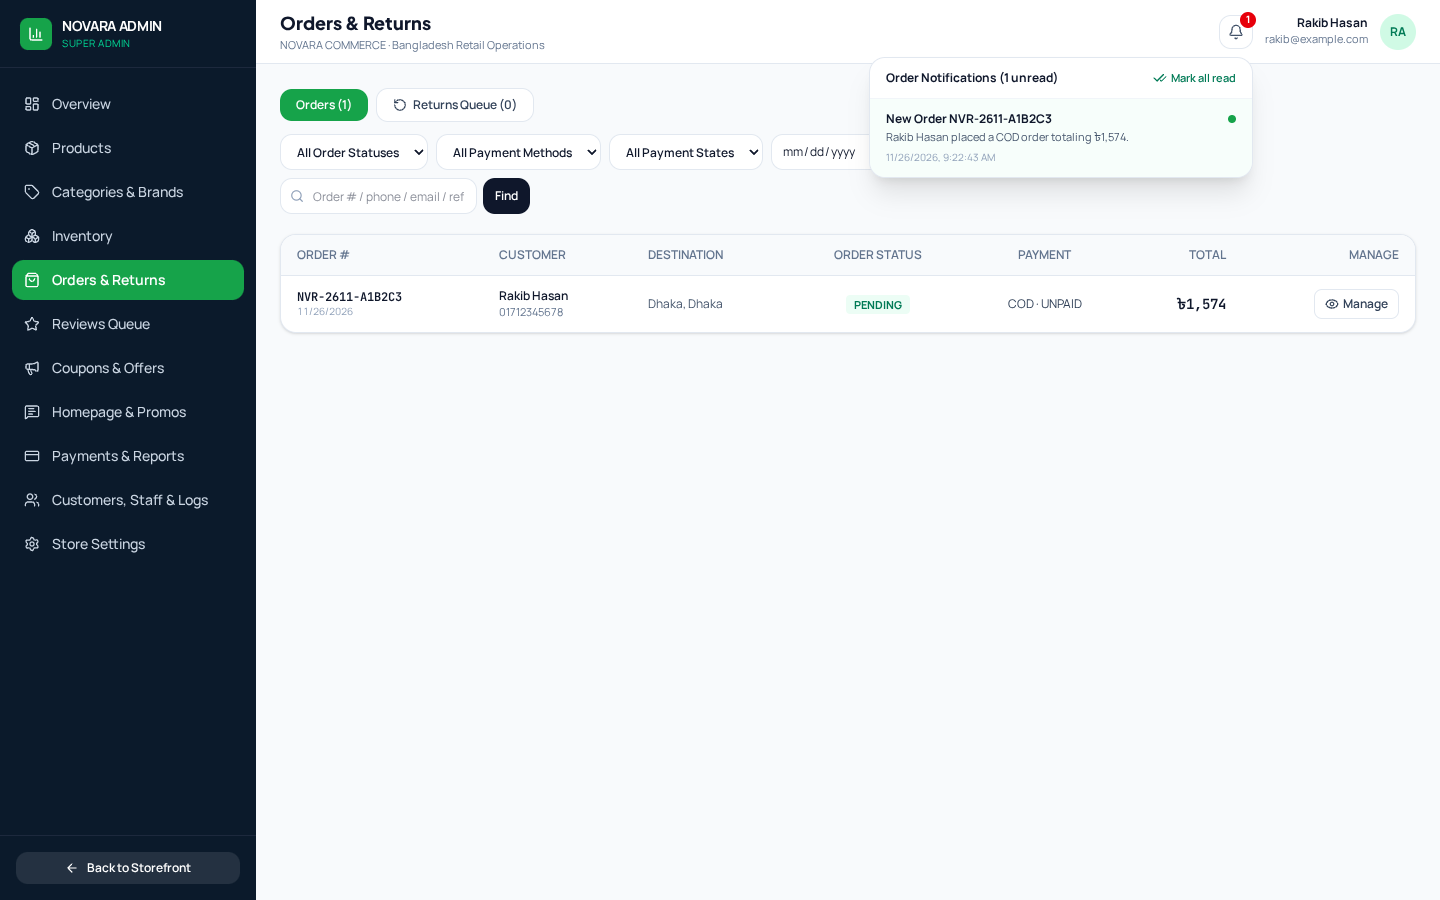 NOVARA ADMIN
SUPER ADMIN
Overview
Products
Categories & Brands
Inventory
Orders & Returns
Reviews Queue
Coupons & Offers
Homepage & Promos
Payments & Reports
Customers, Staff & Logs
Store Settings
Back to Storefront
Orders & Returns
NOVARA COMMERCE · Bangladesh Retail Operations
1
Rakib Hasan
rakib@example.com
RA
Order Notifications (1 unread)
Mark all read
New Order NVR-2611-A1B2C3
Rakib Hasan placed a COD order totaling ৳1,574.
11/26/2026, 9:22:43 AM
Orders (1)
Returns Queue (0)
All Order Statuses
All Payment Methods
All Payment States
mm/dd/yyyy
Order # / phone / email / ref
Find
ORDER # CUSTOMER DESTINATION ORDER STATUS PAYMENT TOTAL MANAGE
NVR-2611-A1B2C3
11/26/2026
Rakib Hasan
01712345678
Dhaka, Dhaka
PENDING
COD · UNPAID
৳1,574
Manage